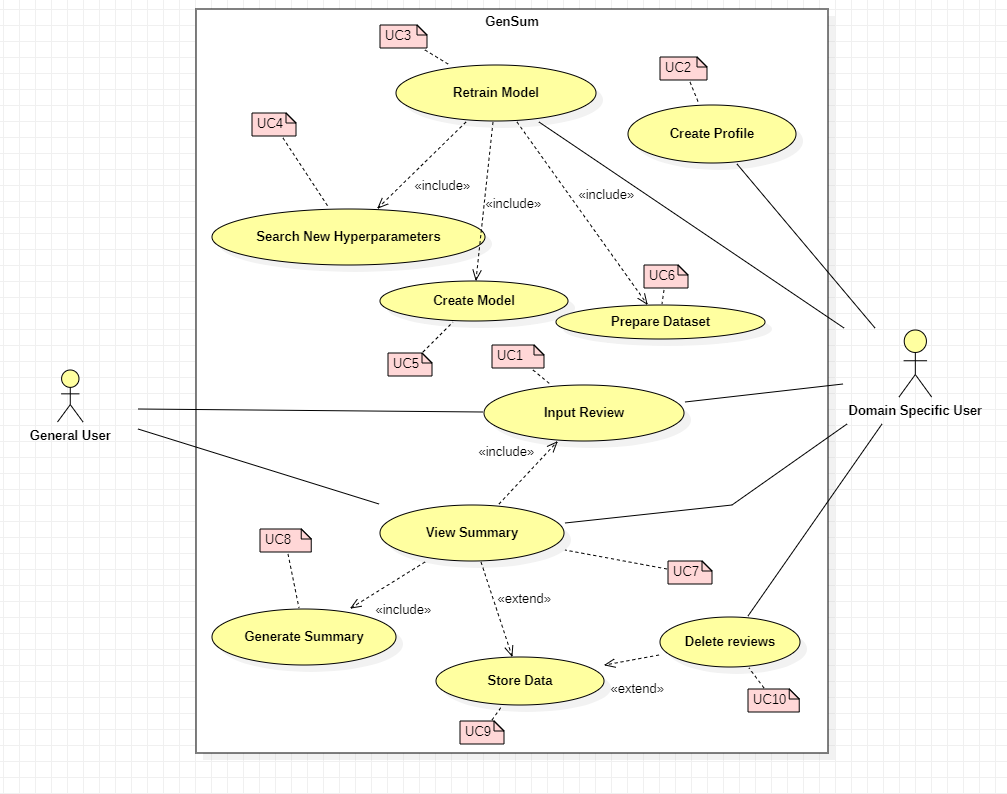 GenSum
UC3
UC2
Retrain Model
UC4
Create Profile
«include»
«include»
«include»
Search New Hyperparameters
UC6
Create Model
Prepare Dataset
UC5
UC1
Input Review
General User
Domain Specific User
«include»
View Summary
UC8
UC7
«extend»
«include»
Generate Summary
Delete reviews
Store Data
«extend»
UC10
UC9